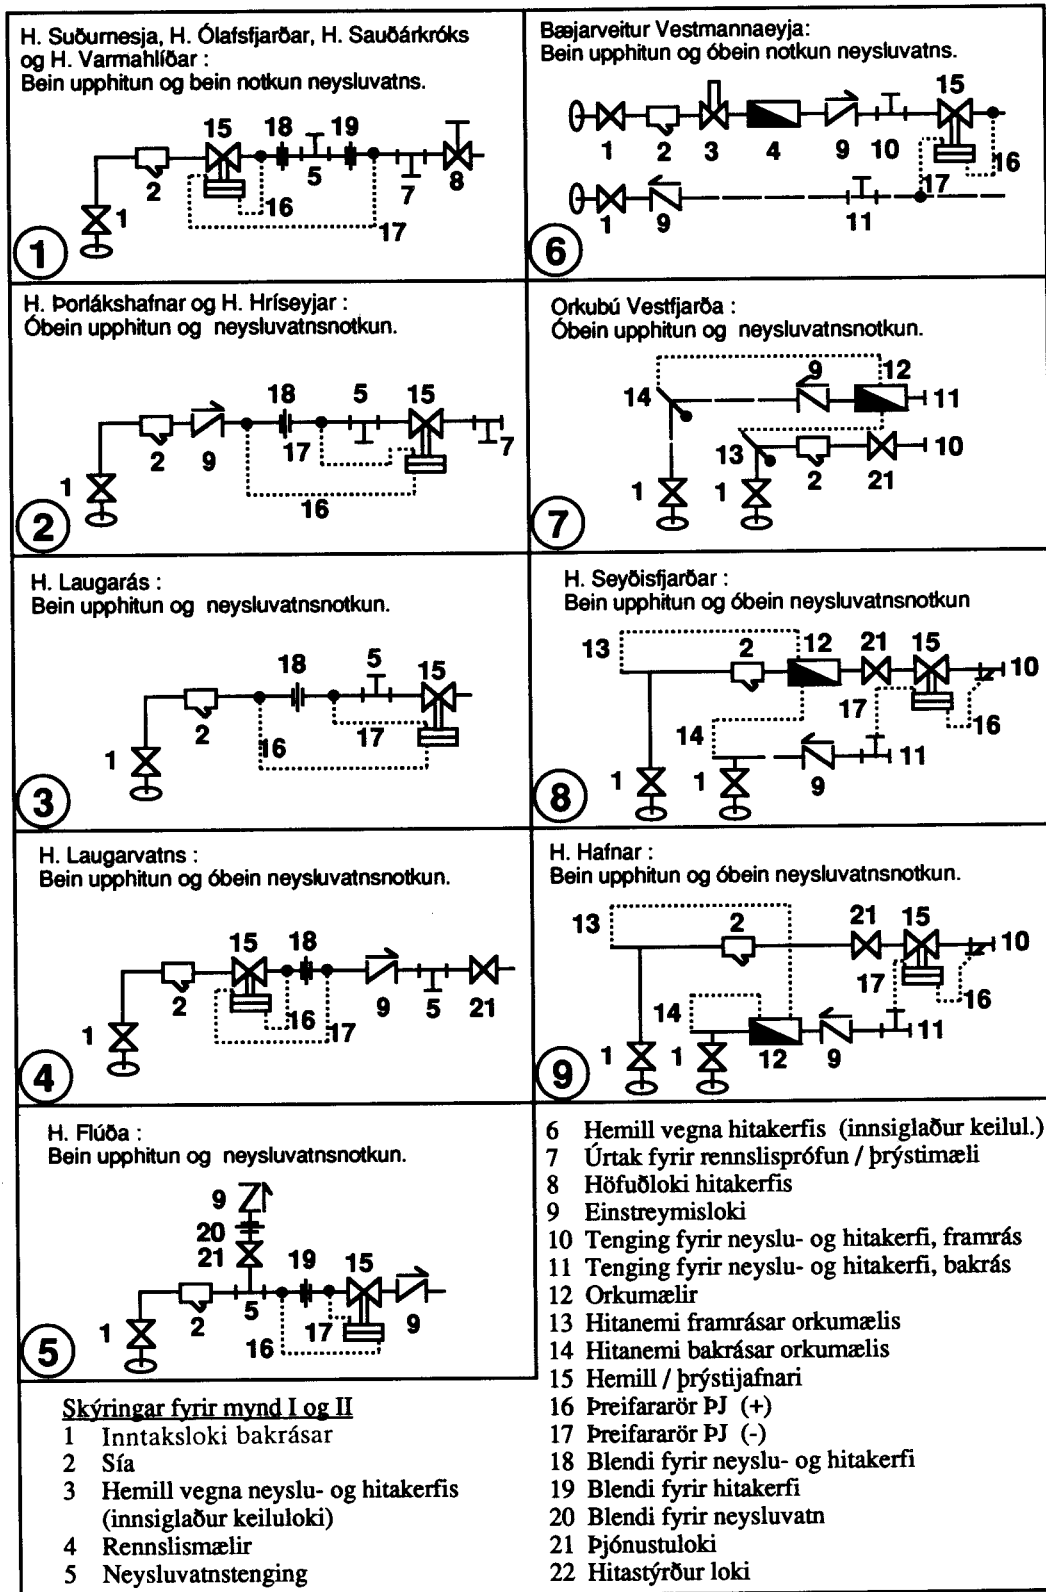 H. Suðurnesja, H. Ólafsfjarðar, H. Sauðárkróks
og H. Varmahlíðar :
Bein upphitun og bein notkun neysluvatns.
15 18 19
2 5 7 8
1 16
17
1
Bæjarveitur Vestmannaeyja:
Bein upphitun og óbein notkun neysluvatns.
15
1 2 3 4 9 10 16
17
1 9 11
6
H. Þorlákshafnar og H. Hríseyjar :
Óbein upphitun og neysluvatnsnotkun.
18 5 15
2 9 17 7
1
16
2
Orkubú Vestfjarða :
Óbein upphitun og neysluvatnsnotkun.
9 12
14 11
13 10
1 1 2 21
7
H. Laugarás :
Bein upphitun og neysluvatnsnotkun.
18 5 15
2 16 17
1
3
H. Seyðisfjarðar :
Bein upphitun og óbein neysluvatnsnotkun
13 2 12 21 15
10
17 16
14 11
1 1 9
8
H. Laugarvatns :
Bein upphitun og óbein neysluvatnsnotkun.
15 18
2 9 5 21
16 17
1
4
H. Hafnar :
Bein upphitun og óbein neysluvatnsnotkun.
13 2 21 15
10
17 16
14 11
1 1 12 9
9
H. Flúða :
Bein upphitun og neysluvatnsnotkun.
9
20
21 19 15
5
1 2 17 9
16
5
Skýringar fyrir mynd I og II
1 Inntaksloki bakrásar
2 Sía
3 Hemill vegna neyslu- og hitakerfis
(innsiglaður keiluloki)
4 Rennslismælir
5 Neysluvatnstenging
6 Hemill vegna hitakerfis (innsiglaður keilul.)
7 Úrtak fyrir rennslisprófun / þrýstimæli
8 Höfuðloki hitakerfis
9 Einstreymisloki
10 Tenging fyrir neyslu- og hitakerfi, framrás
11 Tenging fyrir neyslu- og hitakerfi, bakrás
12 Orkumælir
13 Hitanemi framrásar orkumælis
14 Hitanemi bakrásar orkumælis
15 Hemill / þrýstijafnari
16 Þreifararör ÞJ (+)
17 Þreifararör ÞJ (-)
18 Blendi fyrir neyslu- og hitakerfi
19 Blendi fyrir hitakerfi
20 Blendi fyrir neysluvatn
21 Þjónustuloki
22 Hitastýrður loki